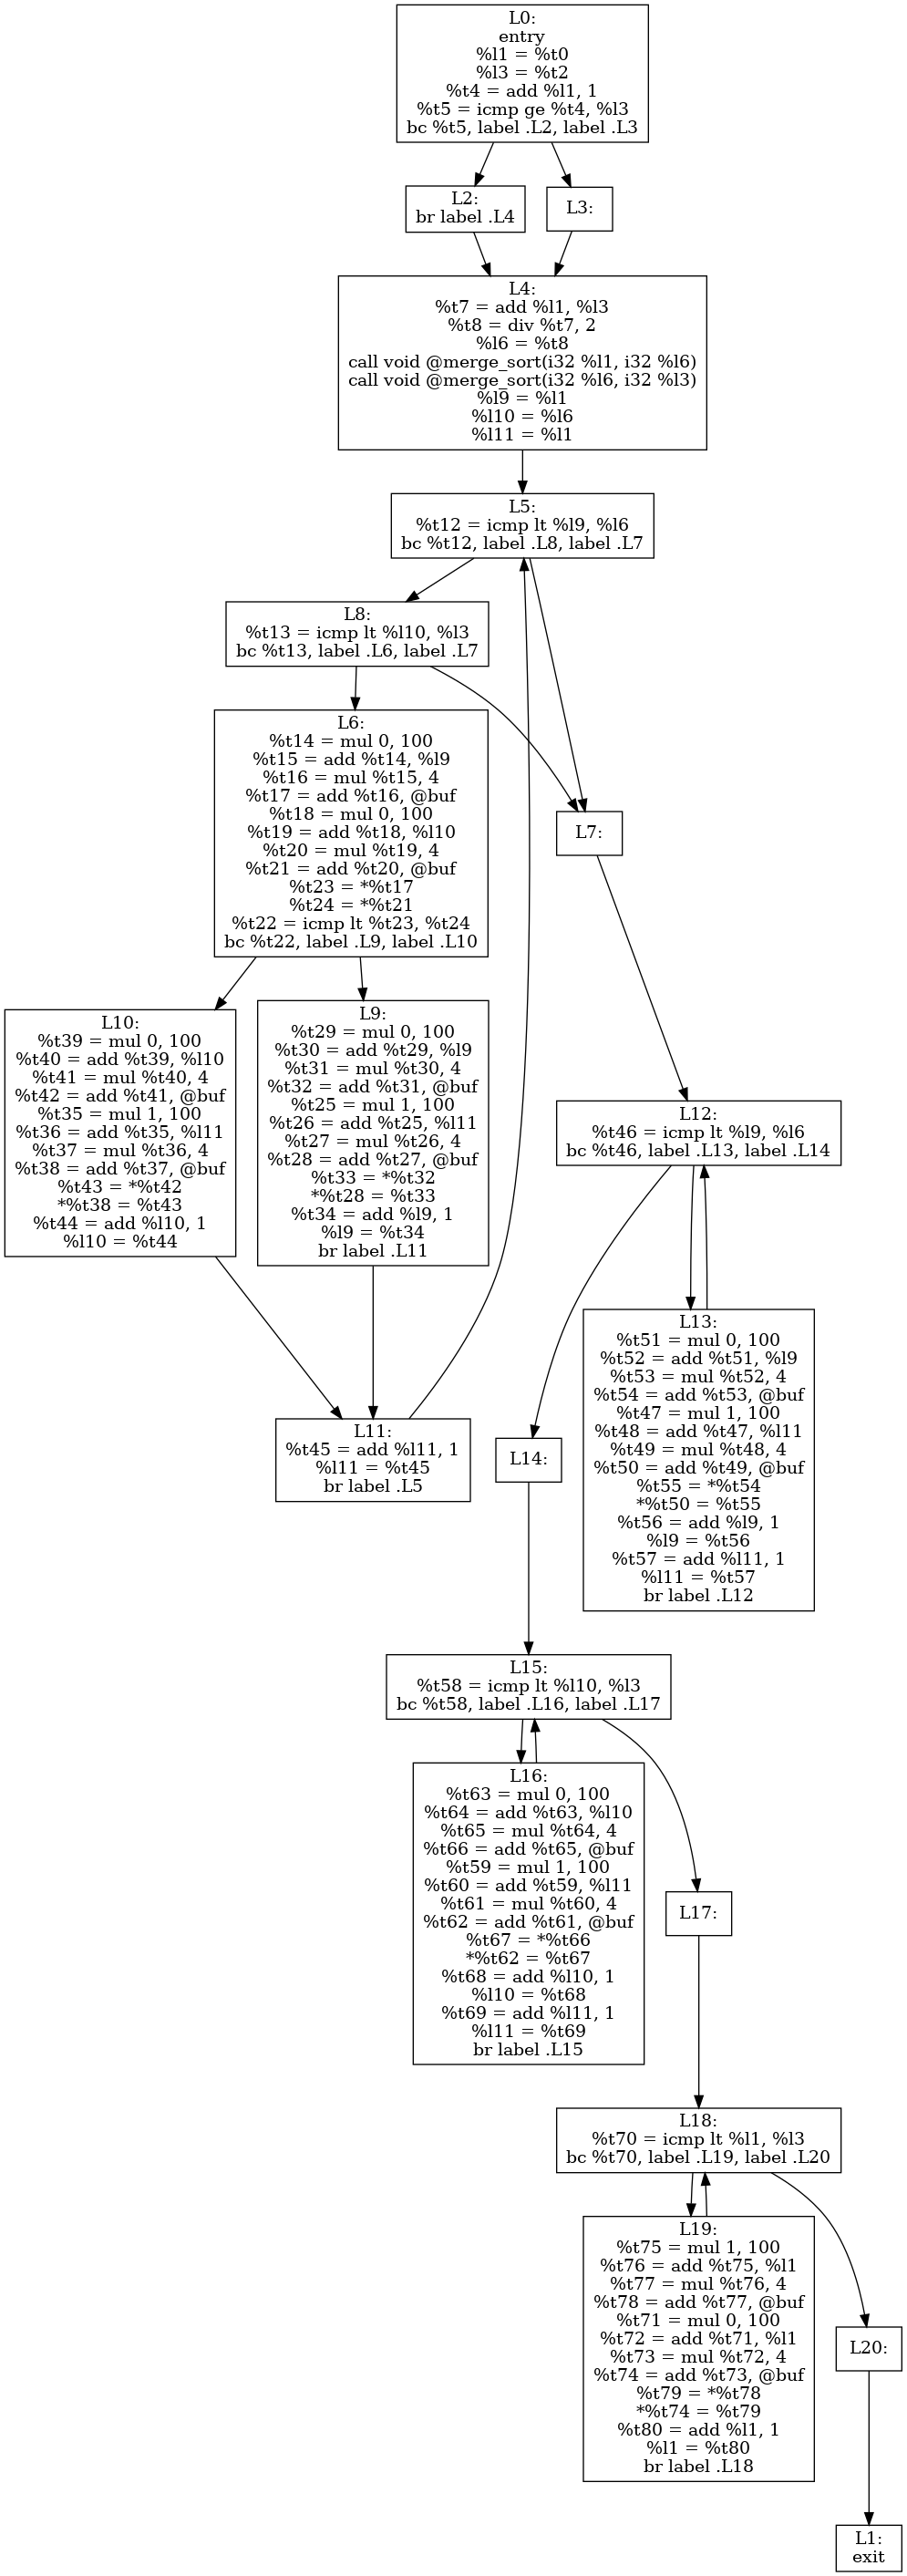 L0:
entry
%l1 = %t0
%l3 = %t2
%t4 = add %l1, 1
%t5 = icmp ge %t4, %l3
bc %t5, label .L2, label .L3
L2:
br label .L4
L3:
L4:
%t7 = add %l1, %l3
%t8 = div %t7, 2
%l6 = %t8
call void @merge_sort(i32 %l1, i32 %l6)
call void @merge_sort(i32 %l6, i32 %l3)
%l9 = %l1
%l10 = %l6
%l11 = %l1
L5:
%t12 = icmp lt %l9, %l6
bc %t12, label .L8, label .L7
L8:
%t13 = icmp lt %l10, %l3
bc %t13, label .L6, label .L7
L6:
%t14 = mul 0, 100
%t15 = add %t14, %l9
%t16 = mul %t15, 4
%t17 = add %t16, @buf
%t18 = mul 0, 100
%t19 = add %t18, %l10
%t20 = mul %t19, 4
%t21 = add %t20, @buf
%t23 = *%t17
%t24 = *%t21
%t22 = icmp lt %t23, %t24
bc %t22, label .L9, label .L10
L7:
L10:
%t39 = mul 0, 100
%t40 = add %t39, %l10
%t41 = mul %t40, 4
%t42 = add %t41, @buf
%t35 = mul 1, 100
%t36 = add %t35, %l11
%t37 = mul %t36, 4
%t38 = add %t37, @buf
%t43 = *%t42
*%t38 = %t43
%t44 = add %l10, 1
%l10 = %t44
L9:
%t29 = mul 0, 100
%t30 = add %t29, %l9
%t31 = mul %t30, 4
%t32 = add %t31, @buf
%t25 = mul 1, 100
%t26 = add %t25, %l11
%t27 = mul %t26, 4
%t28 = add %t27, @buf
%t33 = *%t32
*%t28 = %t33
%t34 = add %l9, 1
%l9 = %t34
br label .L11
L12:
%t46 = icmp lt %l9, %l6
bc %t46, label .L13, label .L14
L13:
%t51 = mul 0, 100
%t52 = add %t51, %l9
%t53 = mul %t52, 4
%t54 = add %t53, @buf
%t47 = mul 1, 100
%t48 = add %t47, %l11
%t49 = mul %t48, 4
%t50 = add %t49, @buf
%t55 = *%t54
*%t50 = %t55
%t56 = add %l9, 1
%l9 = %t56
%t57 = add %l11, 1
%l11 = %t57
br label .L12
L11:
%t45 = add %l11, 1
%l11 = %t45
br label .L5
L14:
L15:
%t58 = icmp lt %l10, %l3
bc %t58, label .L16, label .L17
L16:
%t63 = mul 0, 100
%t64 = add %t63, %l10
%t65 = mul %t64, 4
%t66 = add %t65, @buf
%t59 = mul 1, 100
%t60 = add %t59, %l11
%t61 = mul %t60, 4
%t62 = add %t61, @buf
%t67 = *%t66
*%t62 = %t67
%t68 = add %l10, 1
%l10 = %t68
%t69 = add %l11, 1
%l11 = %t69
br label .L15
L17:
L18:
%t70 = icmp lt %l1, %l3
bc %t70, label .L19, label .L20
L19:
%t75 = mul 1, 100
%t76 = add %t75, %l1
%t77 = mul %t76, 4
%t78 = add %t77, @buf
%t71 = mul 0, 100
%t72 = add %t71, %l1
%t73 = mul %t72, 4
%t74 = add %t73, @buf
%t79 = *%t78
*%t74 = %t79
%t80 = add %l1, 1
%l1 = %t80
br label .L18
L20:
L1:
exit